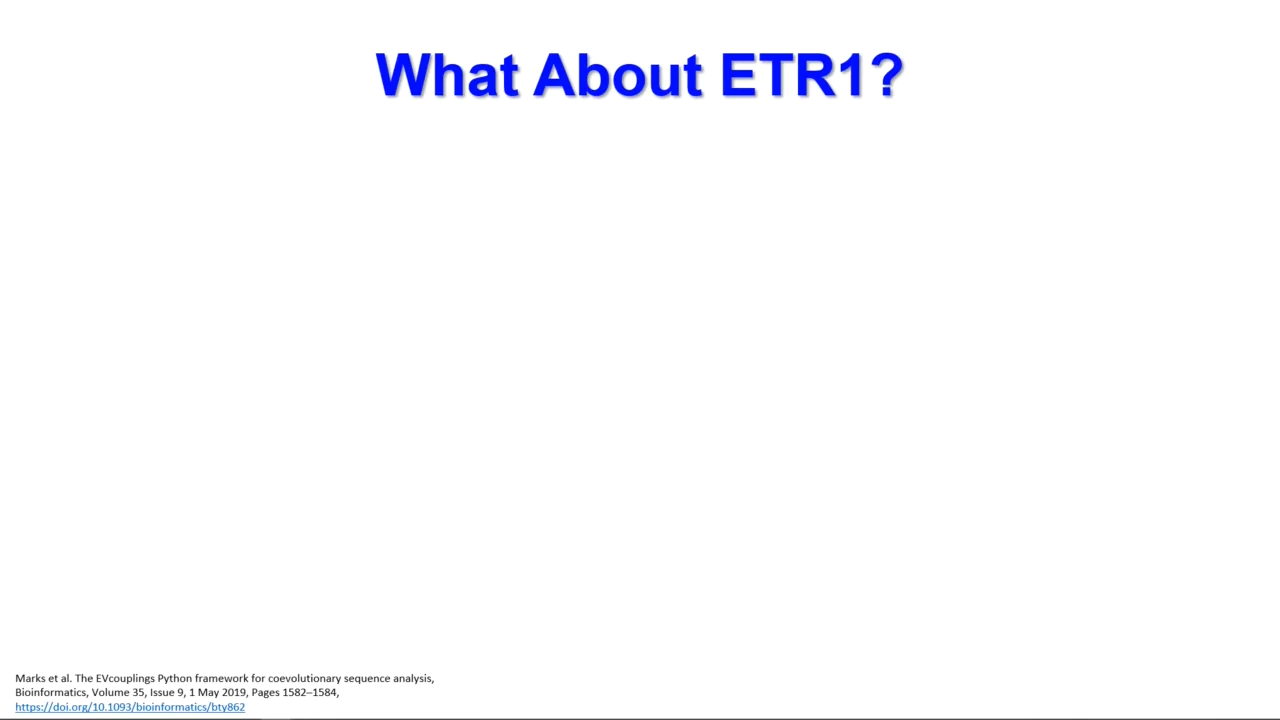 What About ETR1?
Marks et al. The EVcouplings Python framework for coevolutionary sequence analysis,
Bioinformatics, Volume 35, Issue 9, 1 May 2019, Pages 1582–1584,
https://doi.org/10.1093/bioinformatics/bty862